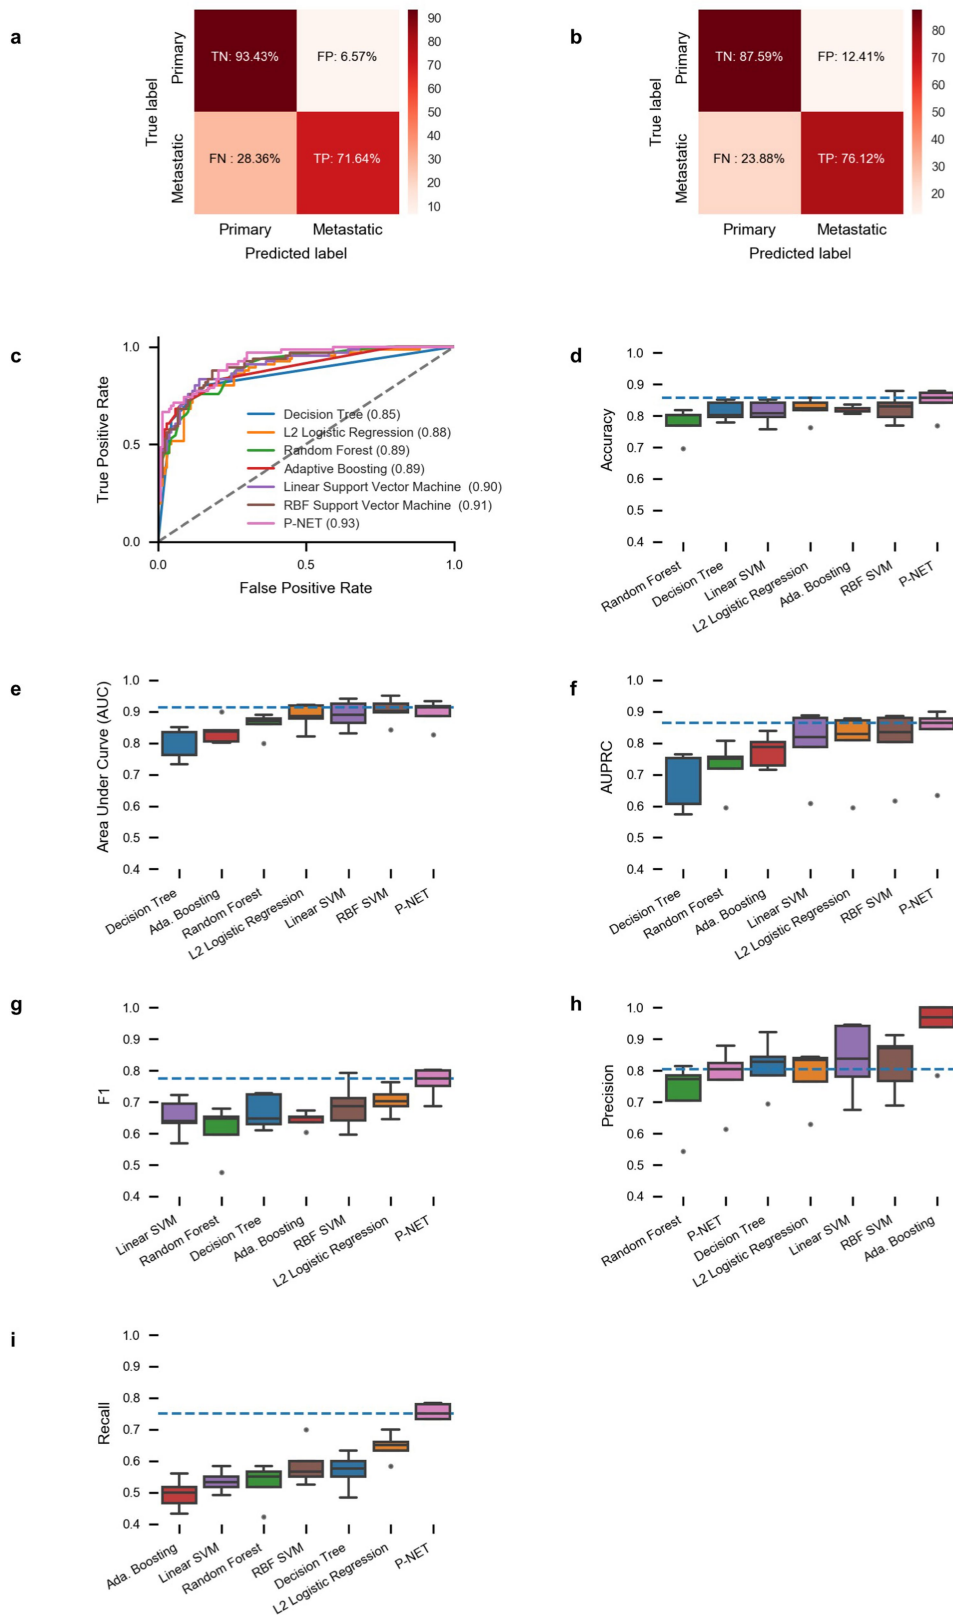 a
TN: 93.43%
FP: 6.57%
FN : 28.36%
TP: 71.64%
Primary
Metastatic
True label
Primary
Metastatic
Predicted label
90
80
70
60
50
40
30
20
10
b
TN: 87.59%
FP: 12.41%
FN : 23.88%
TP: 76.12%
Primary
Metastatic
True label
Primary
Metastatic
Predicted label
80
70
60
50
40
30
20
c
True Positive Rate
1.0
0.5
0.0
Decision Tree (0.85)
L2 Logistic Regression (0.88)
Random Forest (0.89)
Adaptive Boosting (0.89)
Linear Support Vector Machine (0.90)
RBF Support Vector Machine (0.91)
P-NET (0.93)
0.0
0.5
1.0
False Positive Rate
d
Accuracy
1.0
0.9
0.8
0.7
0.6
0.5
0.4
Random Forest
Decision Tree
Linear SVM
L2 Logistic Regression
Ada. Boosting
RBF SVM
P-NET
e
Area Under Curve (AUC)
1.0
0.9
0.8
0.7
0.6
0.5
0.4
Decision Tree
Ada. Boosting
Random Forest
L2 Logistic Regression
Linear SVM
RBF SVM
P-NET
f
AUPRC
1.0
0.9
0.8
0.7
0.6
0.5
0.4
Decision Tree
Random Forest
Ada. Boosting
Linear SVM
L2 Logistic Regression
RBF SVM
P-NET
g
F1
1.0
0.9
0.8
0.7
0.6
0.5
0.4
Linear SVM
Random Forest
Decision Tree
Ada. Boosting
RBF SVM
L2 Logistic Regression
P-NET
h
Precision
1.0
0.9
0.8
0.7
0.6
0.5
0.4
Random Forest
P-NET
Decision Tree
L2 Logistic Regression
Linear SVM
RBF SVM
Ada. Boosting
i
Recall
1.0
0.9
0.8
0.7
0.6
0.5
0.4
Ada. Boosting
Linear SVM
Random Forest
RBF SVM
Decision Tree
L2 Logistic Regression
P-NET